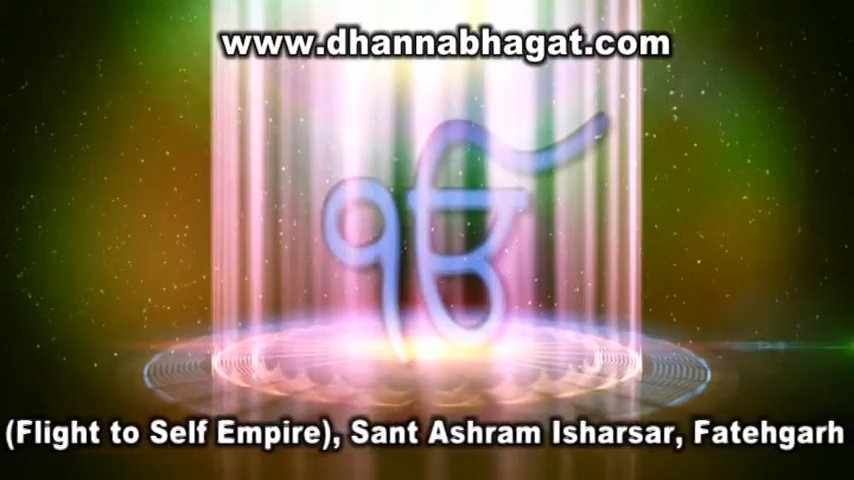 www.dhannabhagat.com
ੴ
(Flight to Self Empire), Sant Ashram Isharsar, Fatehgarh